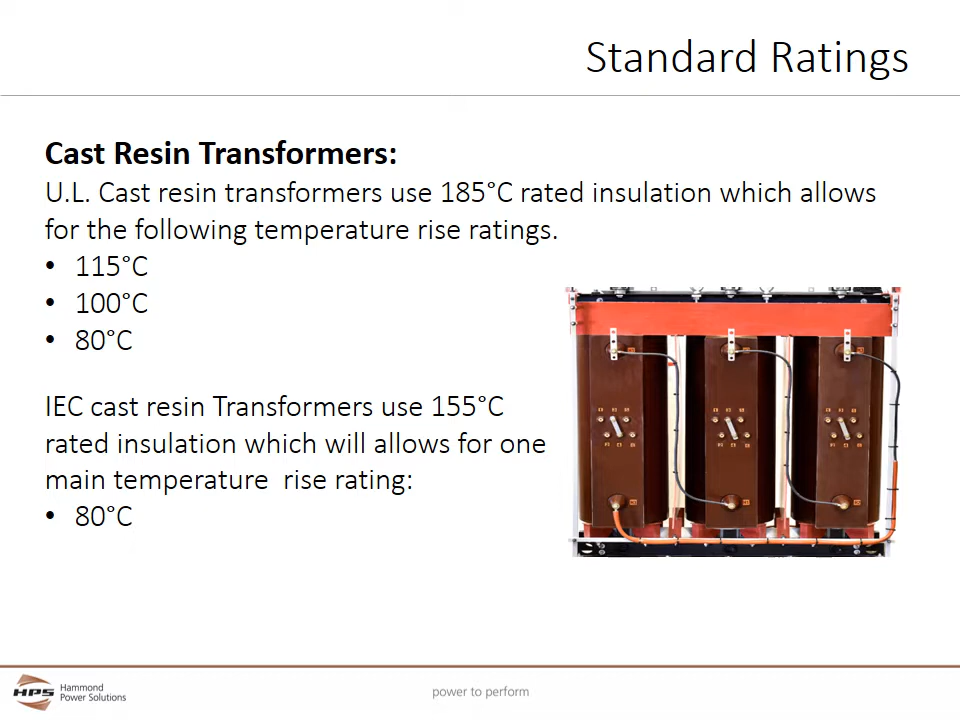 Standard Ratings
Cast Resin Transformers:
U.L. Cast resin transformers use 185°C rated insulation which allows
for the following temperature rise ratings.
• 115°C
• 100°C
• 80°C
IEC cast resin Transformers use 155°C
rated insulation which will allows for one
main temperature  rise rating:
• 80°C
HPS
Hammond
Power Solutions
power to perform